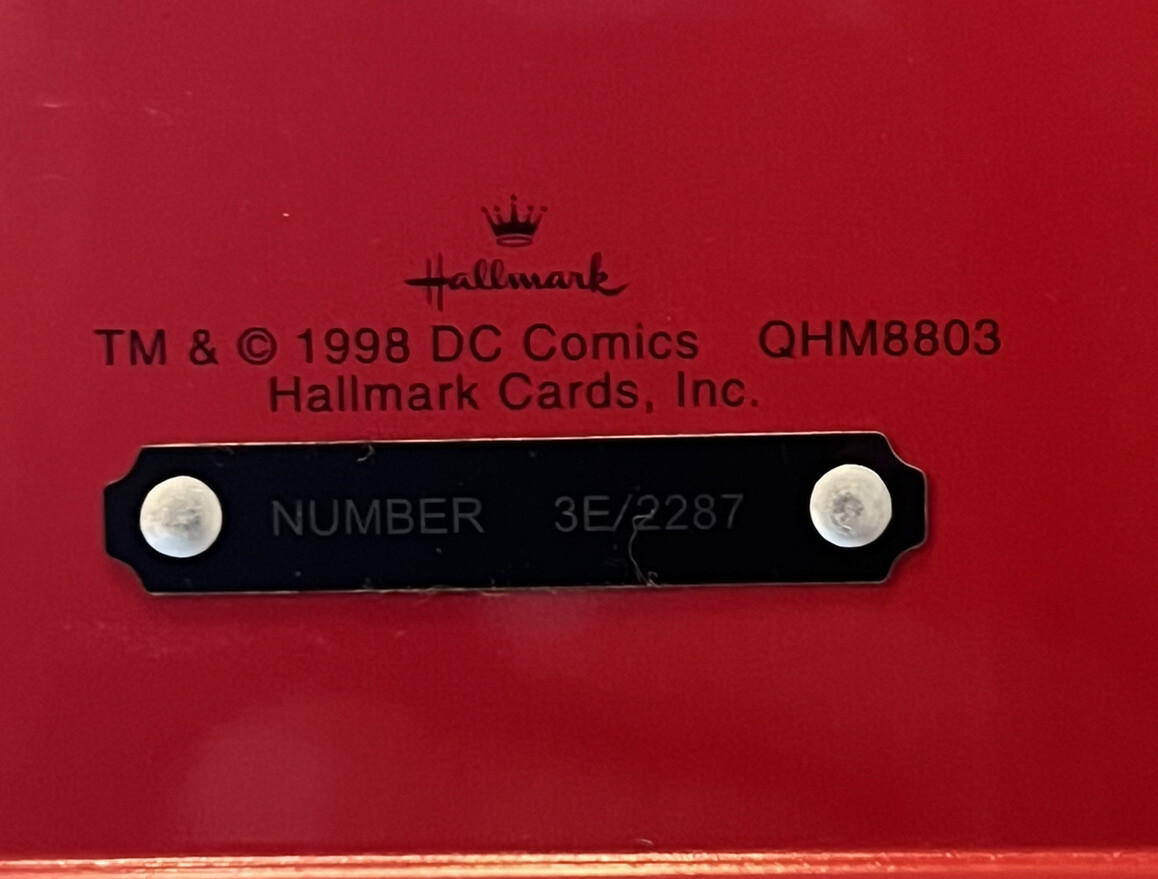 Hallmark
TM & © 1998 DC Comics QHM8803
Hallmark Cards, Inc.
NUMBER 3E/2287